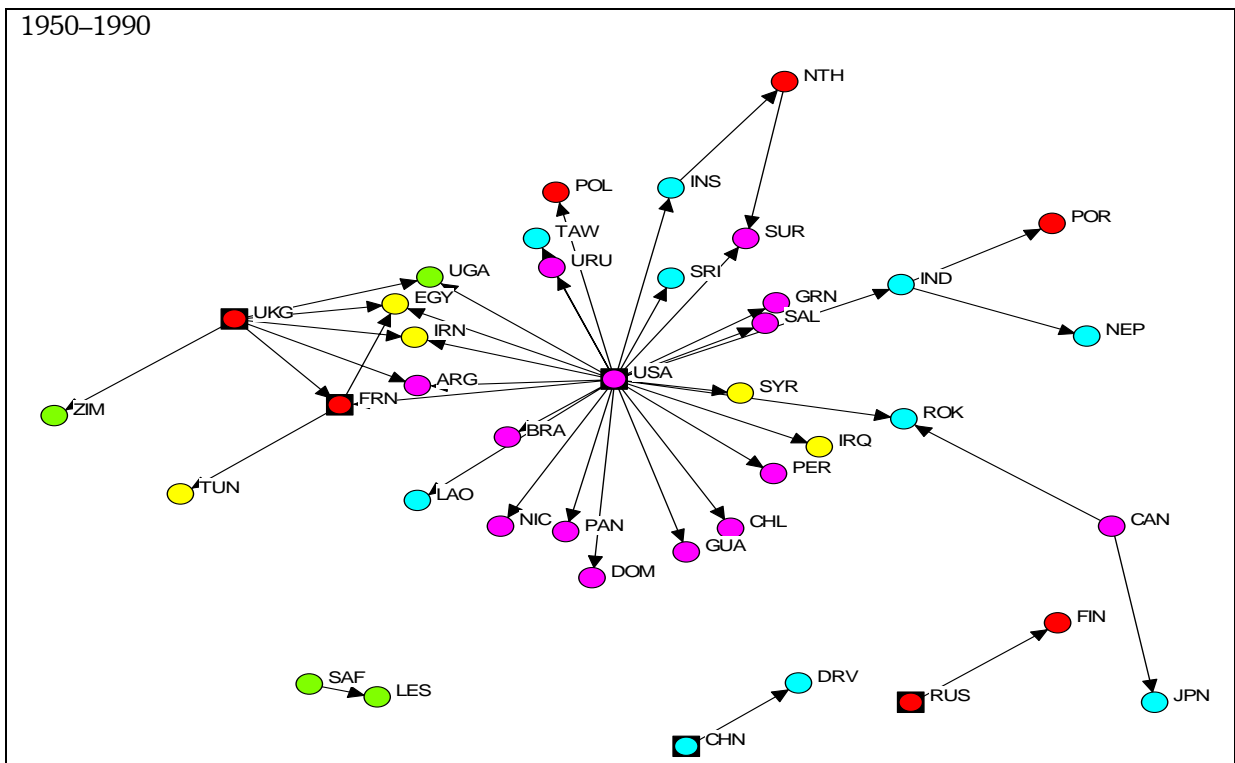 1950–1990
NTH
POL
INS
TAW
SUR
POR
URU
UGA
SRI
IND
EGY
GRN
UKG
SAL
IRN
NEP
USA
ARG
SYR
FRN
ZIM
ROK
BRA
IRQ
PER
TUN
LAO
NIC
PAN
CHL
CAN
GUA
DOM
FIN
SAF
DRV
LES
RUS
JPN
CHN